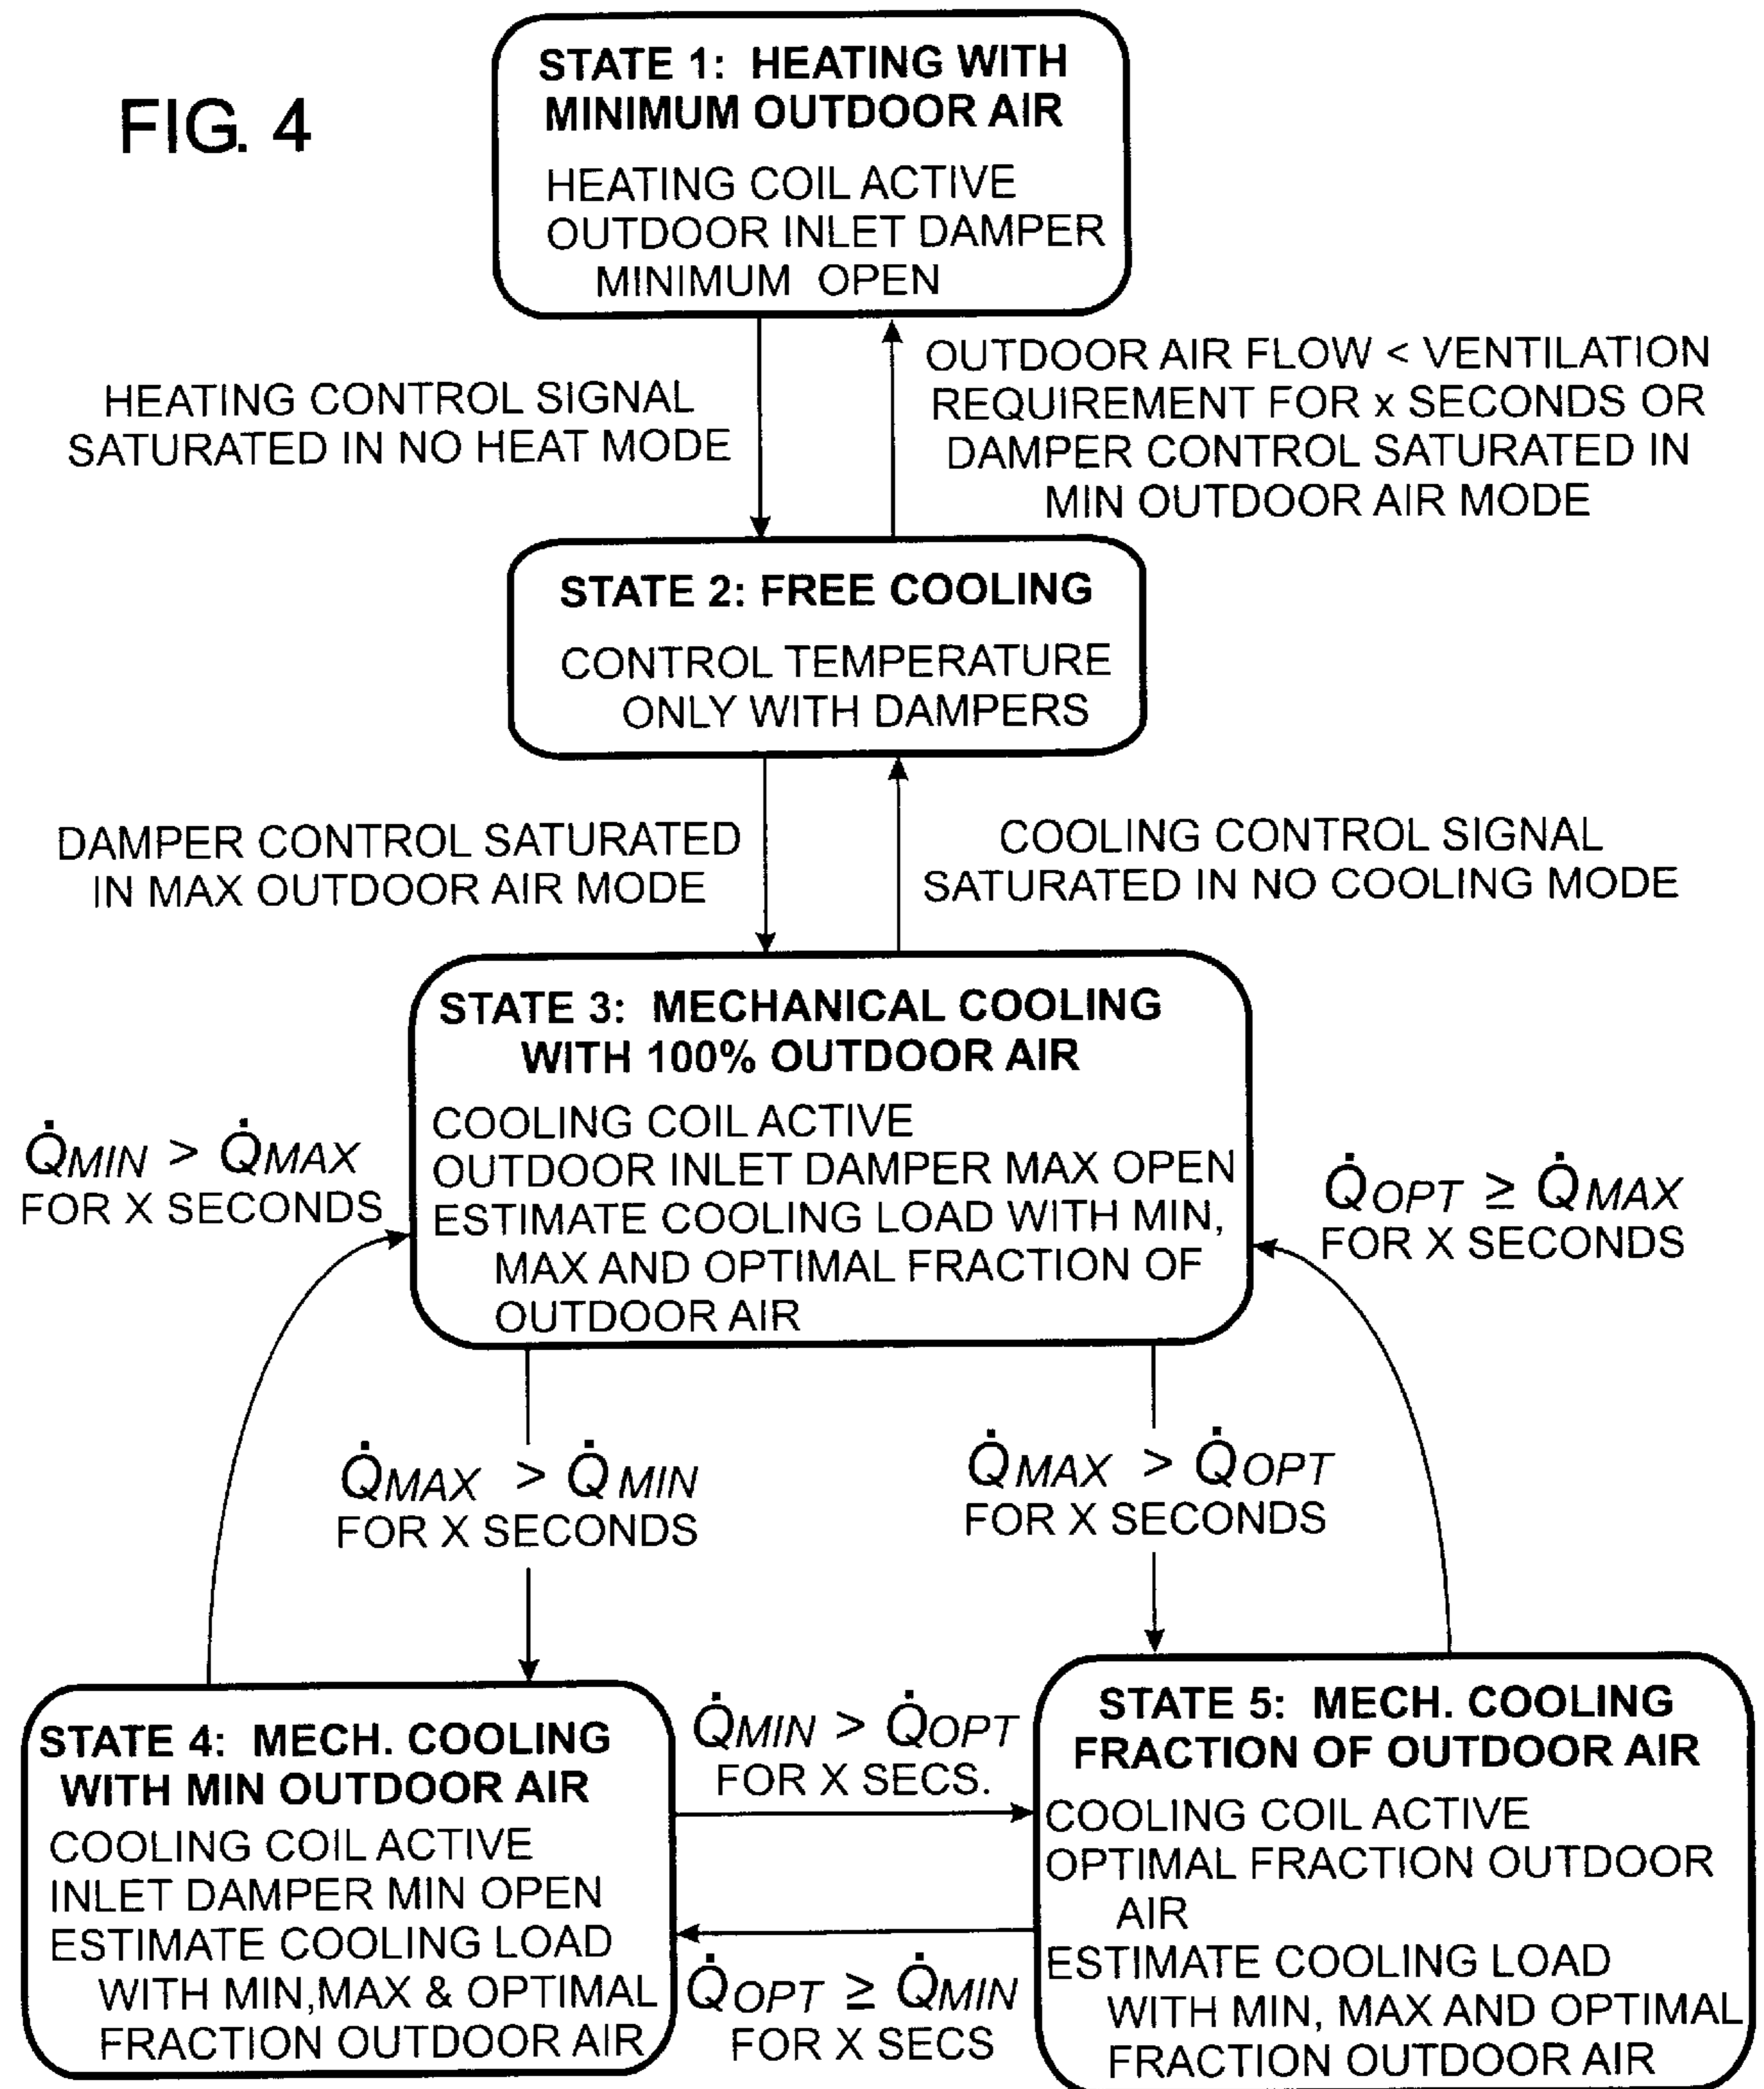 FIG. 4
STATE 1: HEATING WITH
MINIMUM OUTDOOR AIR
HEATING COIL ACTIVE
OUTDOOR INLET DAMPER
MINIMUM OPEN
HEATING CONTROL SIGNAL
SATURATED IN NO HEAT MODE
OUTDOOR AIR FLOW < VENTILATION
REQUIREMENT FOR x SECONDS OR
DAMPER CONTROL SATURATED IN
MIN OUTDOOR AIR MODE
STATE 2: FREE COOLING
CONTROL TEMPERATURE
ONLY WITH DAMPERS
DAMPER CONTROL SATURATED
IN MAX OUTDOOR AIR MODE
COOLING CONTROL SIGNAL
SATURATED IN NO COOLING MODE
STATE 3: MECHANICAL COOLING
WITH 100% OUTDOOR AIR
COOLING COIL ACTIVE
OUTDOOR INLET DAMPER MAX OPEN
ESTIMATE COOLING LOAD WITH MIN,
MAX AND OPTIMAL FRACTION OF
OUTDOOR AIR
Q̇MIN > Q̇MAX
FOR X SECONDS
Q̇OPT ≥ Q̇MAX
FOR X SECONDS
Q̇MAX > Q̇MIN
FOR X SECONDS
Q̇MAX > Q̇OPT
FOR X SECONDS
STATE 4: MECH. COOLING
WITH MIN OUTDOOR AIR
COOLING COIL ACTIVE
INLET DAMPER MIN OPEN
ESTIMATE COOLING LOAD
WITH MIN,MAX & OPTIMAL
FRACTION OUTDOOR AIR
Q̇MIN > Q̇OPT
FOR X SECS.
Q̇OPT ≥ Q̇MIN
FOR X SECS
STATE 5: MECH. COOLING
FRACTION OF OUTDOOR AIR
COOLING COIL ACTIVE
OPTIMAL FRACTION OUTDOOR
AIR
ESTIMATE COOLING LOAD
WITH MIN, MAX AND OPTIMAL
FRACTION OUTDOOR AIR